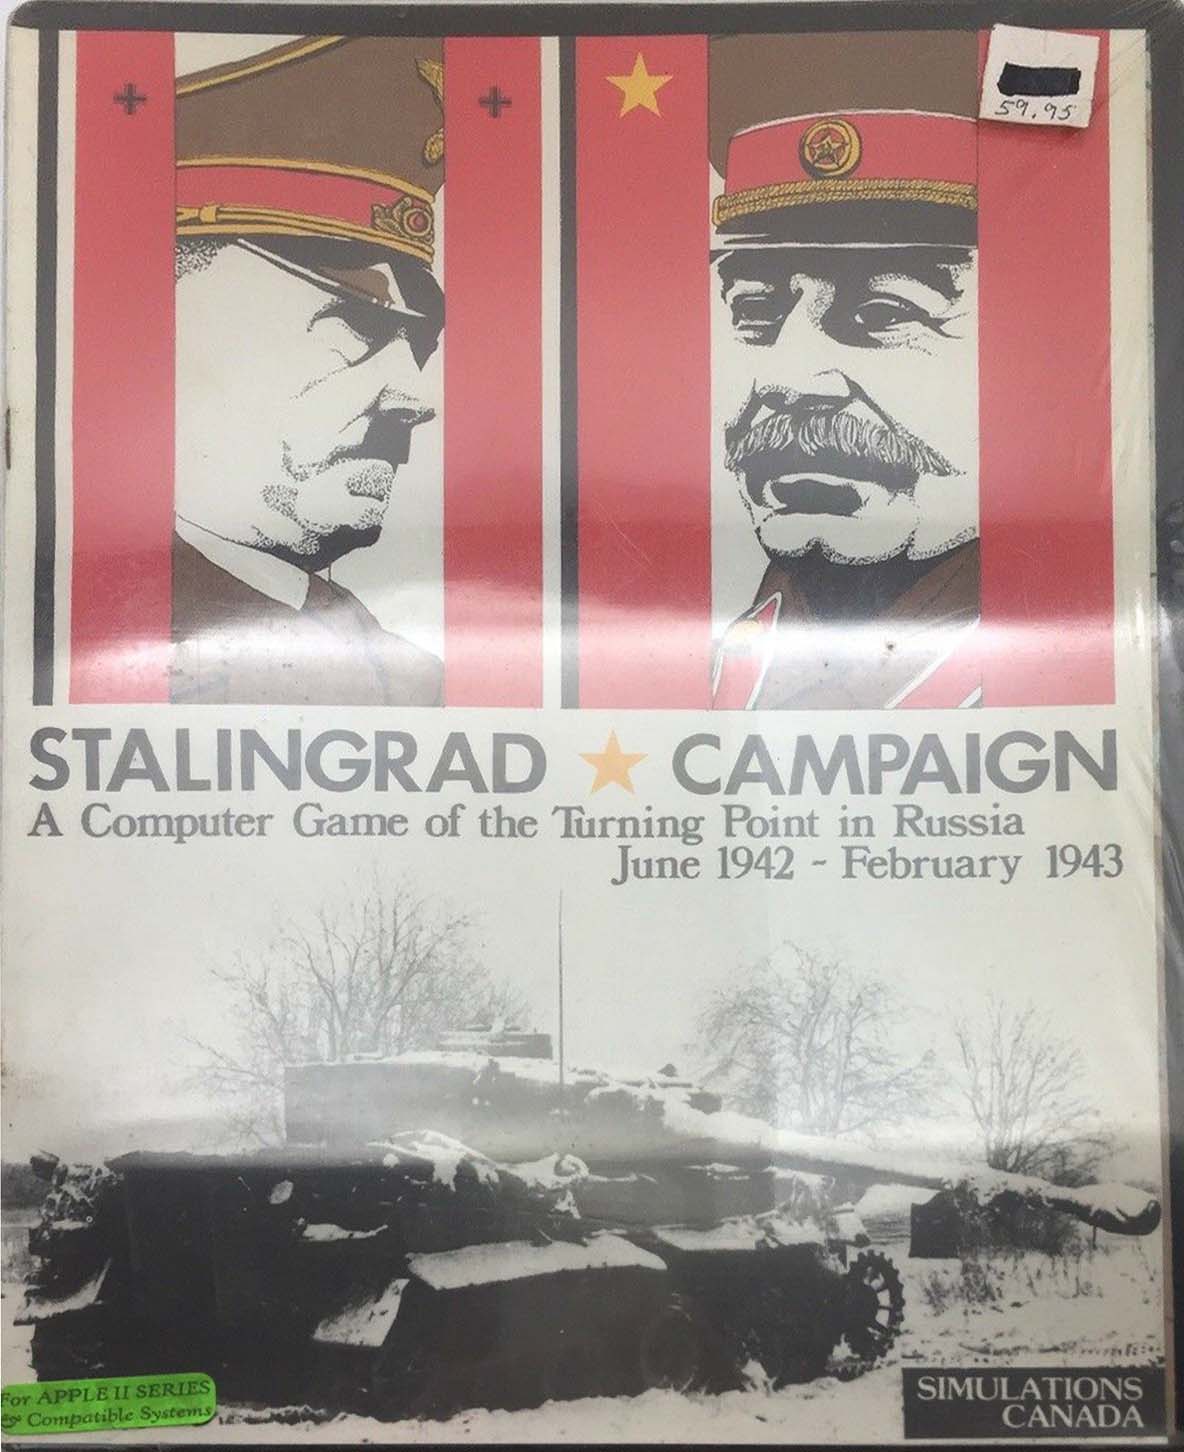 59.95
STALINGRAD ★ CAMPAIGN
A Computer Game of the Turning Point in Russia
June 1942 - February 1943
For APPLE II SERIES
& Compatible Systems
SIMULATIONS
CANADA